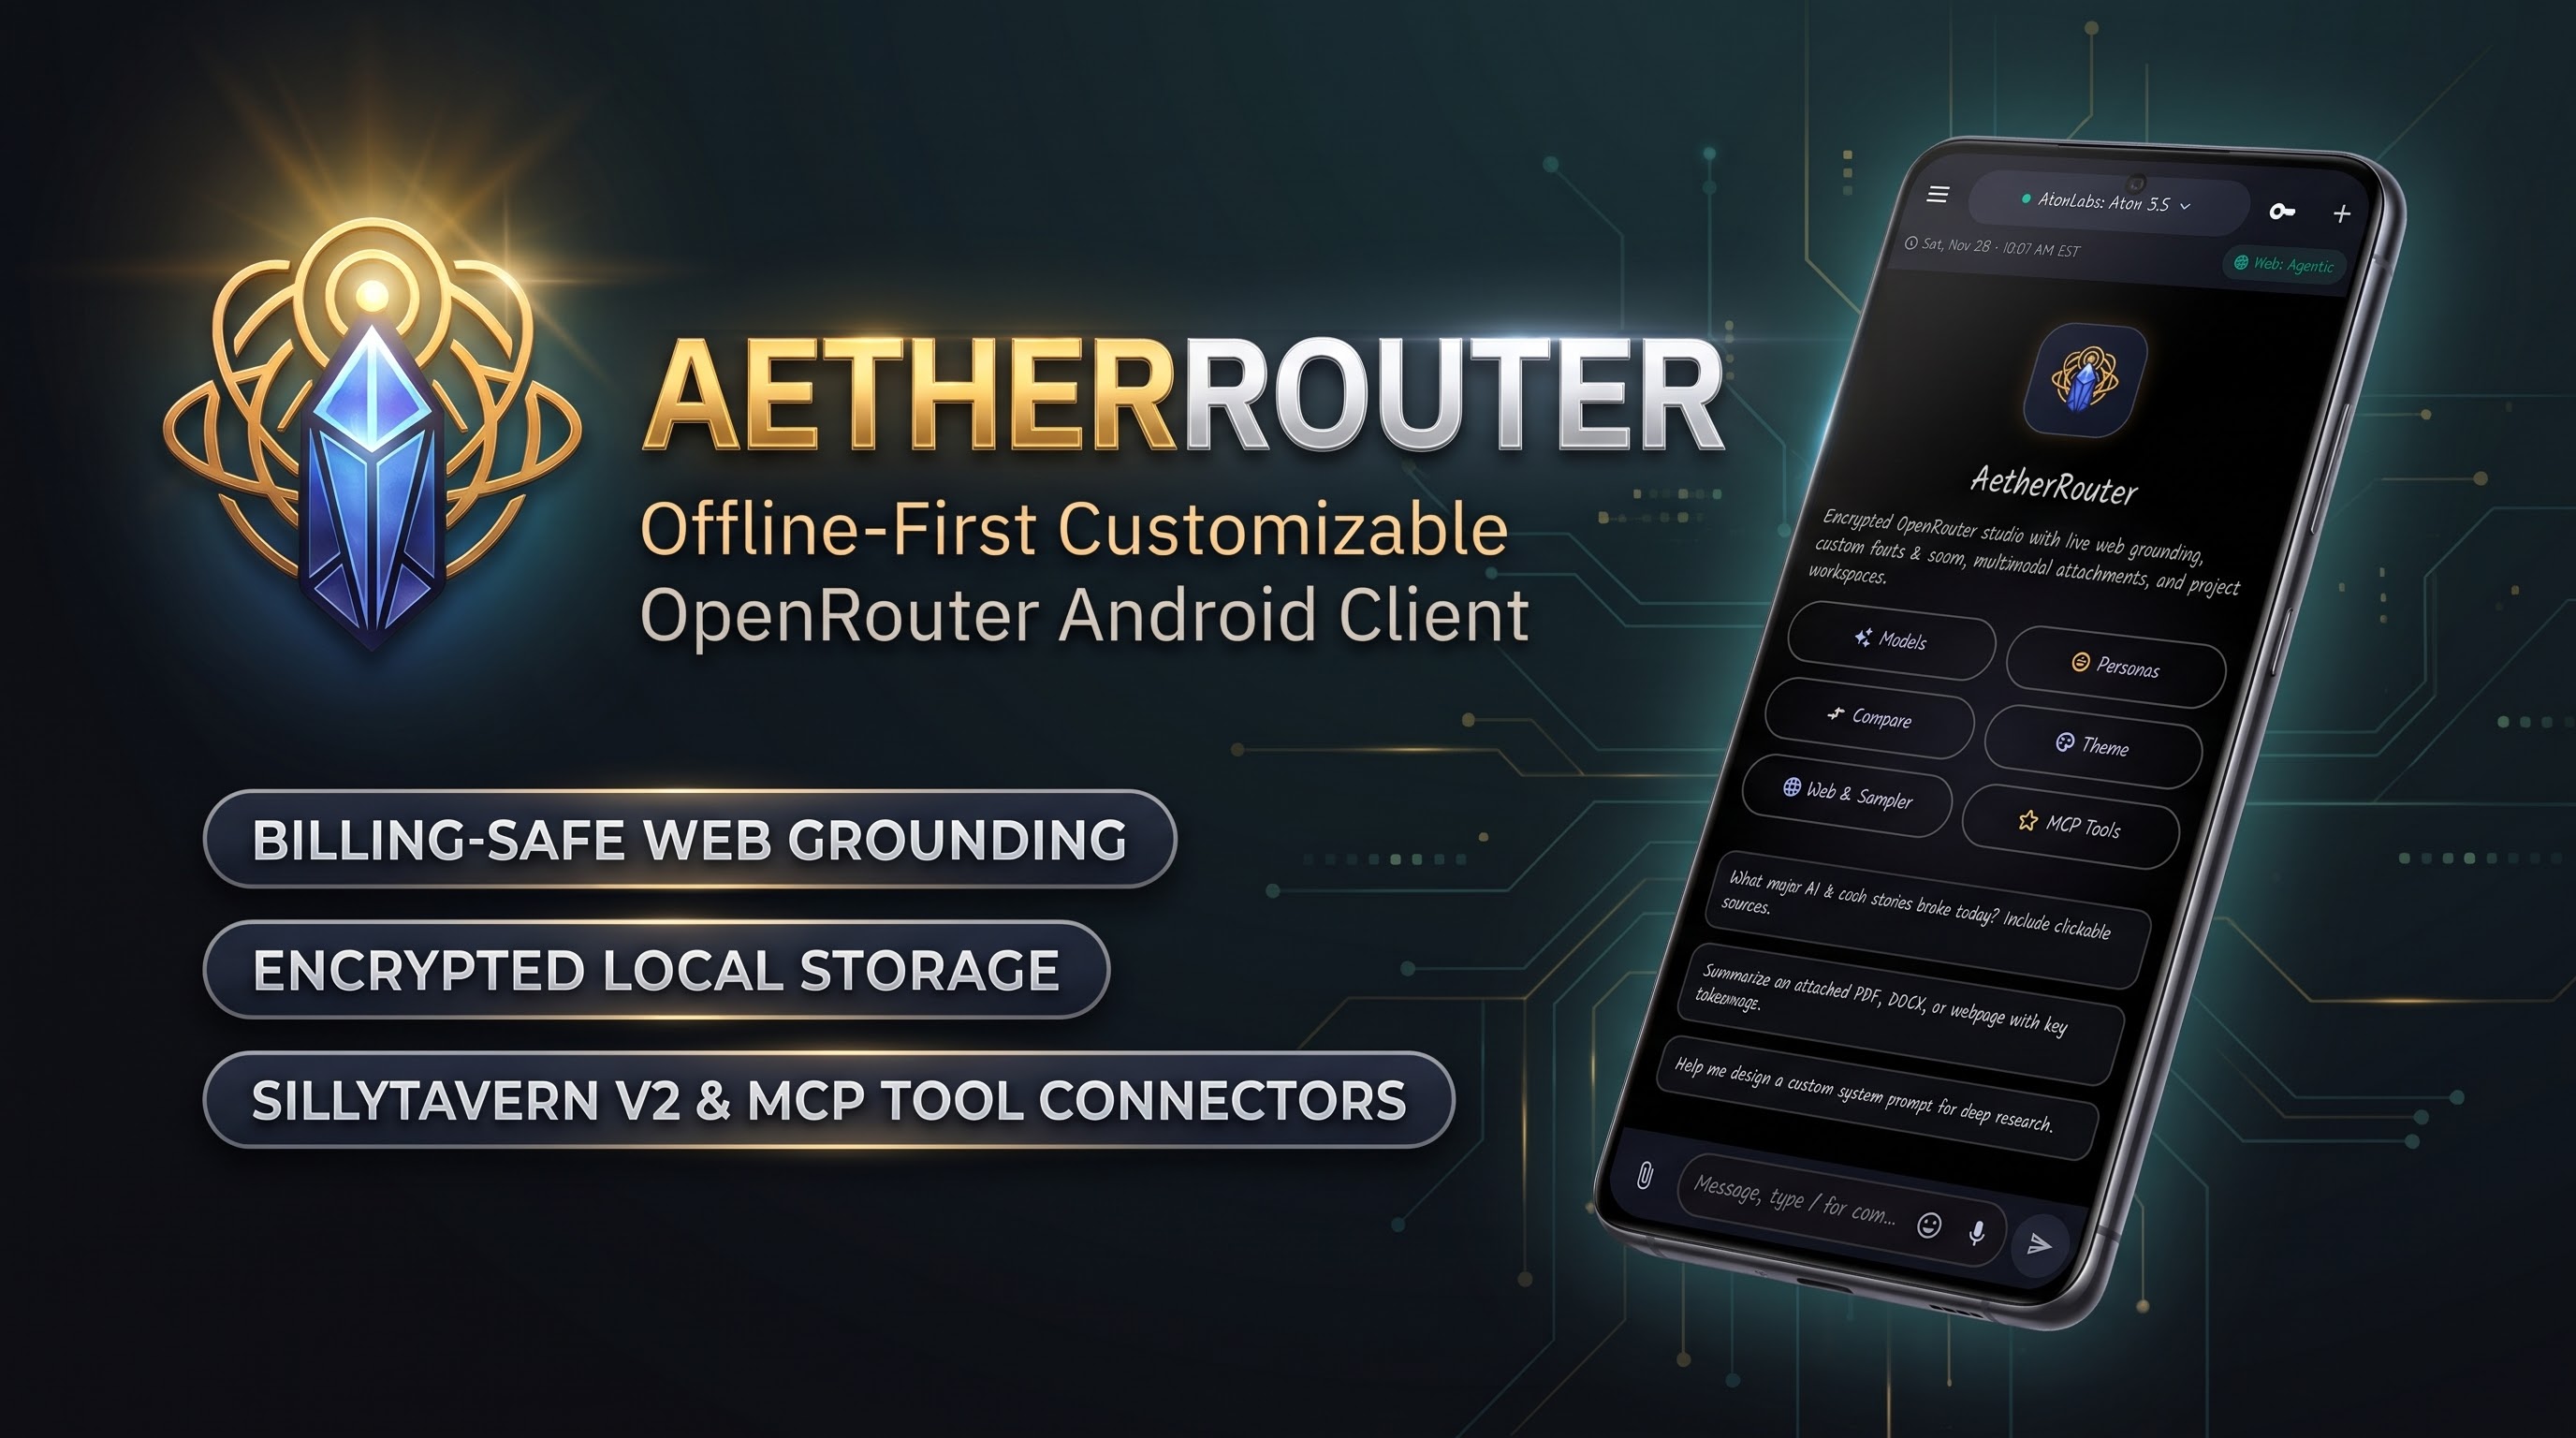 AETHERROUTER
Offline-First Customizable
OpenRouter Android Client
BILLING-SAFE WEB GROUNDING
ENCRYPTED LOCAL STORAGE
SILLYTAVERN V2 & MCP TOOL CONNECTORS
AtonLabs: Aton 5.5
Sat, Nov 28 · 10:07 AM EST
Web: Agentic
AetherRouter
Encrypted OpenRouter studio with live web grounding,
custom fouts & soom, multimodal attachments, and project
workspaces.
Models
Personas
Compare
Theme
Web & Sampler
MCP Tools
What major AI & cooh stories broke today? Include clickable
sources.
Summarize an attached PDF, DOCX, or webpage with key
Help me design a custom system prompt for deep research.
Message, type / for com...